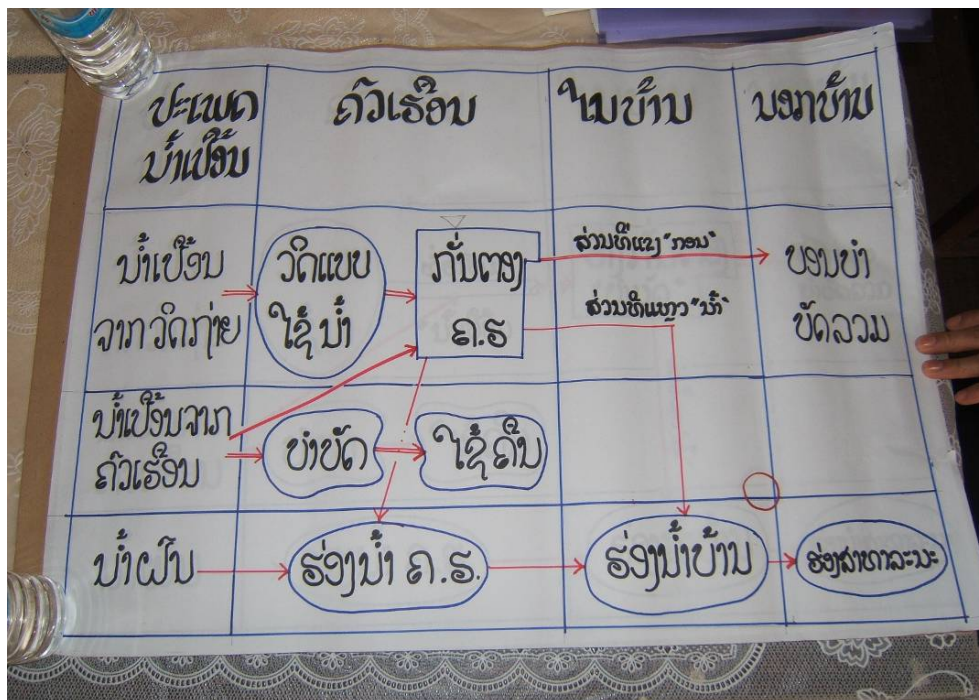 ປະເພດ
ນ້ຳເປື້ອນ
ຄົວເຮືອນ
ໃນບ້ານ
ນອກບ້ານ
ນ້ຳເປື້ອນ
ຈາກວິດຖ່າຍ
ວິດແບບ
ໃຊ້ນ້ຳ
ກັ່ນຕອງ
ຄ.ຮ
ສ່ວນທີ່ແຂງ "ກອນ"
ສ່ວນທີ່ແຫຼວ "ນ້ຳ"
ບ່ອນບຳ
ບັດລວມ
ນ້ຳເປື້ອນຈາກ
ຄົວເຮືອນ
ບຳບັດ
ໃຊ້ຄືນ
ນ້ຳຝົນ
ຮ່ອງນ້ຳ ຄ.ຮ.
ຮ່ອງນ້ຳບ້ານ
ຮ່ອງສາທາລະນະ